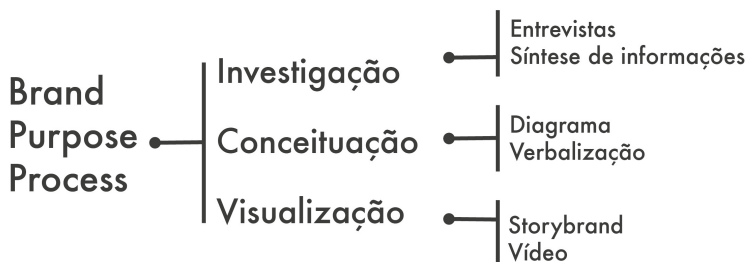 Brand
Purpose
Process
Investigação
Conceituação
Visualização
Entrevistas
Síntese de informações
Diagrama
Verbalização
Storybrand
Vídeo